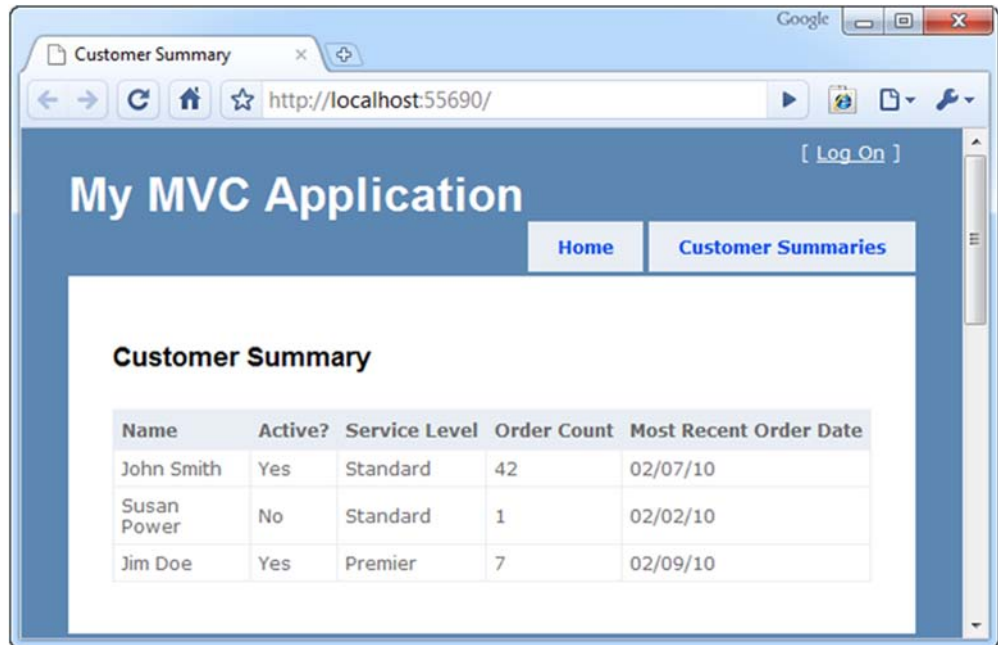 Google
Customer Summary
http://localhost:55690/
[ Log On ]
My MVC Application
Home Customer Summaries
Customer Summary
Name Active? Service Level Order Count Most Recent Order Date
John Smith Yes Standard 42 02/07/10
Susan
Power No Standard 1 02/02/10
Jim Doe Yes Premier 7 02/09/10